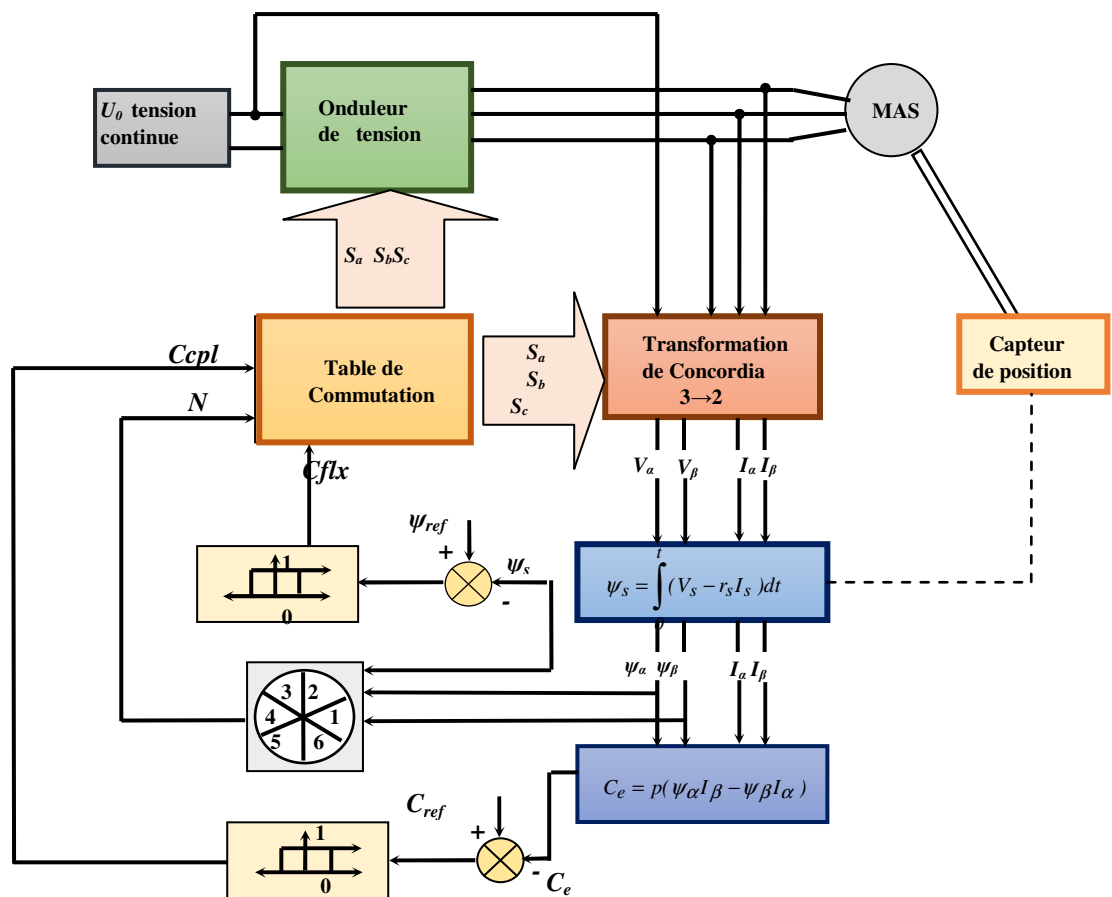 U₀ tension
continue
Onduleur
de tension
MAS
Sₐ S_bS_c
Ccpl
N
Table de
Commutation
Sₐ
S_b
S_c
Transformation
de Concordia
3→2
Capteur
de position
Cflx
V_α V_β I_α I_β
ψ_ref
+
ψ_s
-
1
0
ψ_s = ∫₀ᵗ (V_s − r_s I_s )dt
ψ_α ψ_β I_α I_β
3 2
4 1
5 6
C_e = p( ψ_α I_β − ψ_β I_α )
C_ref
+
-
C_e
1
0